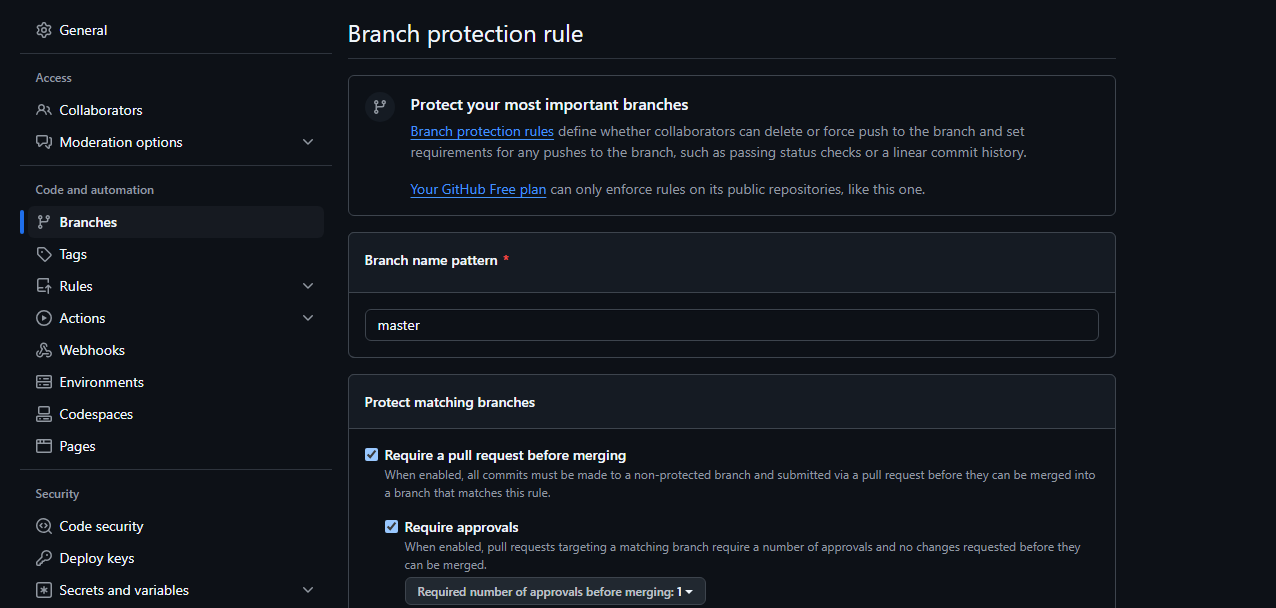 General
Access
Collaborators
Moderation options
Code and automation
Branches
Tags
Rules
Actions
Webhooks
Environments
Codespaces
Pages
Security
Code security
Deploy keys
Secrets and variables
Branch protection rule
Protect your most important branches
Branch protection rules define whether collaborators can delete or force push to the branch and set
requirements for any pushes to the branch, such as passing status checks or a linear commit history.
Your GitHub Free plan can only enforce rules on its public repositories, like this one.
Branch name pattern *
master
Protect matching branches
Require a pull request before merging
When enabled, all commits must be made to a non-protected branch and submitted via a pull request before they can be merged into
a branch that matches this rule.
Require approvals
When enabled, pull requests targeting a matching branch require a number of approvals and no changes requested before they
can be merged.
Required number of approvals before merging: 1